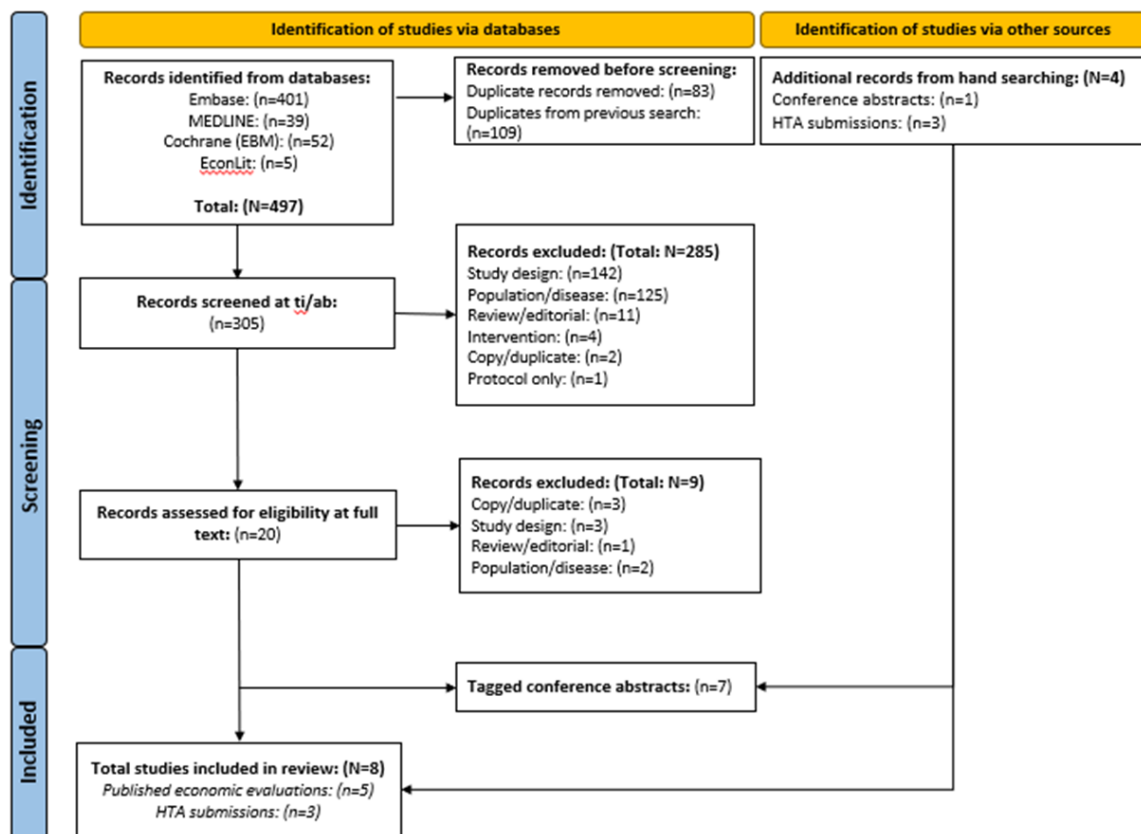 Identification of studies via databases
Identification of studies via other sources
Identification
Records identified from databases:
Embase: (n=401)
MEDLINE: (n=39)
Cochrane (EBM): (n=52)
EconLit: (n=5)
Total: (N=497)
Records removed before screening:
Duplicate records removed: (n=83)
Duplicates from previous search:
(n=109)
Additional records from hand searching: (N=4)
Conference abstracts: (n=1)
HTA submissions: (n=3)
Screening
Records screened at ti/ab:
(n=305)
Records excluded: (Total: N=285)
Study design: (n=142)
Population/disease: (n=125)
Review/editorial: (n=11)
Intervention: (n=4)
Copy/duplicate: (n=2)
Protocol only: (n=1)
Records assessed for eligibility at full
text: (n=20)
Records excluded: (Total: N=9)
Copy/duplicate: (n=3)
Study design: (n=3)
Review/editorial: (n=1)
Population/disease: (n=2)
Included
Tagged conference abstracts: (n=7)
Total studies included in review: (N=8)
Published economic evaluations: (n=5)
HTA submissions: (n=3)